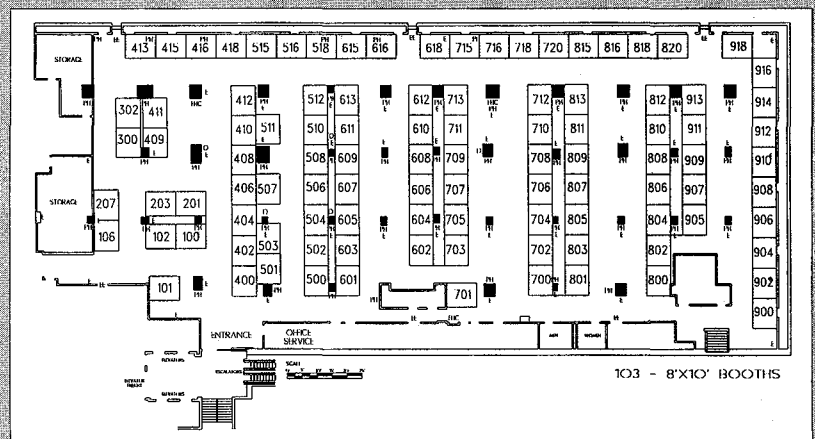 413 415 416 418 515 516 518 615 616 618 715 716 718 720 815 816 818 820 918
STORAGE
916
302 411 412 512 613 612 713 712 813 812 913 914
300 409 410 511 510 611 610 711 710 811 810 911 912
408 508 609 608 709 708 809 808 909 910
STORAGE
207 203 201 406 507 506 607 606 707 706 807 806 907 908
106 102 100 404 504 605 604 705 704 805 804 905 906
402 503 502 603 602 703 702 803 802 904
101 400 501 500 601 701 700 801 800 902
900
ENTRANCE
OFFICE
SERVICE
MEN
WOMEN
ELEVATORS
ESCALATORS
SCALE
ELEVATORS
103 - 8'X10' BOOTHS